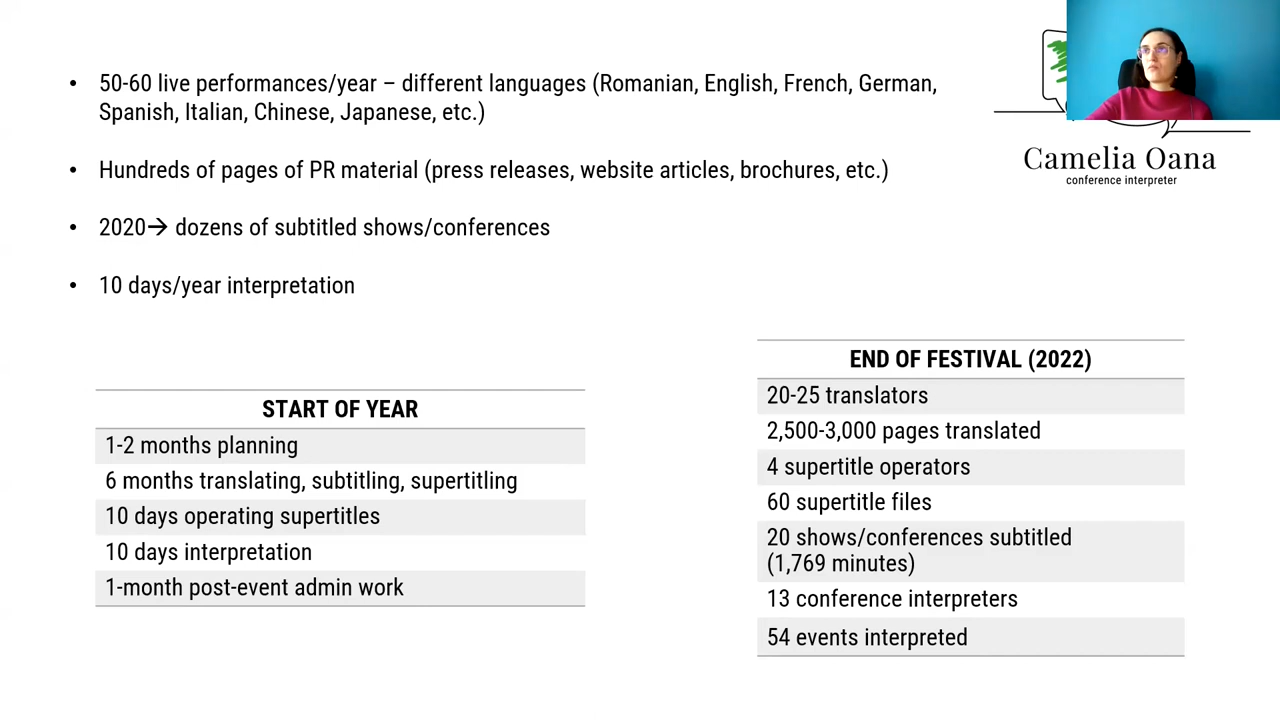 • 50-60 live performances/year – different languages (Romanian, English, French, German,
Spanish, Italian, Chinese, Japanese, etc.)
• Hundreds of pages of PR material (press releases, website articles, brochures, etc.)
• 2020→ dozens of subtitled shows/conferences
• 10 days/year interpretation
Camelia Oana
conference interpreter
START OF YEAR
1-2 months planning
6 months translating, subtitling, supertitling
10 days operating supertitles
10 days interpretation
1-month post-event admin work
END OF FESTIVAL (2022)
20-25 translators
2,500-3,000 pages translated
4 supertitle operators
60 supertitle files
20 shows/conferences subtitled
(1,769 minutes)
13 conference interpreters
54 events interpreted